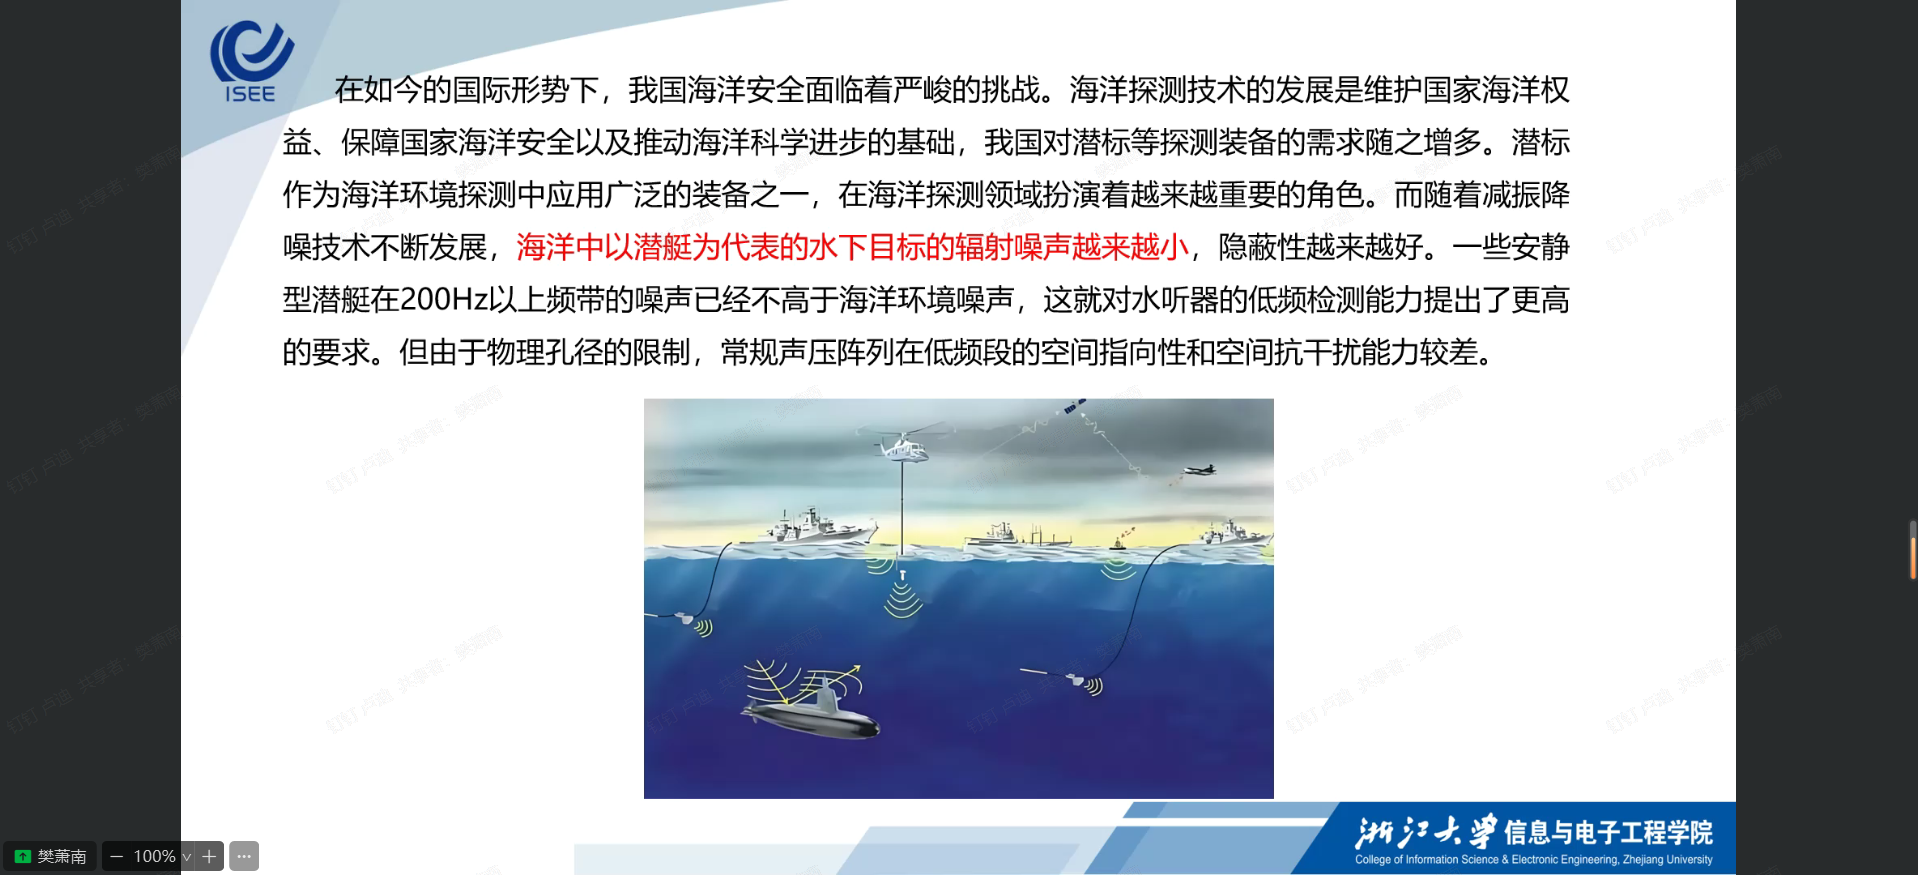 ISEE
在如今的国际形势下，我国海洋安全面临着严峻的挑战。海洋探测技术的发展是维护国家海洋权
益、保障国家海洋安全以及推动海洋科学进步的基础，我国对潜标等探测装备的需求随之增多。潜标
作为海洋环境探测中应用广泛的装备之一，在海洋探测领域扮演着越来越重要的角色。而随着减振降
噪技术不断发展，海洋中以潜艇为代表的水下目标的辐射噪声越来越小，隐蔽性越来越好。一些安静
型潜艇在200Hz以上频带的噪声已经不高于海洋环境噪声，这就对水听器的低频检测能力提出了更高
的要求。但由于物理孔径的限制，常规声压阵列在低频段的空间指向性和空间抗干扰能力较差。
浙江大学 信息与电子工程学院
College of Information Science & Electronic Engineering, Zhejiang University
樊萧南
100%
钉钉 卢迪 共享者：樊萧南